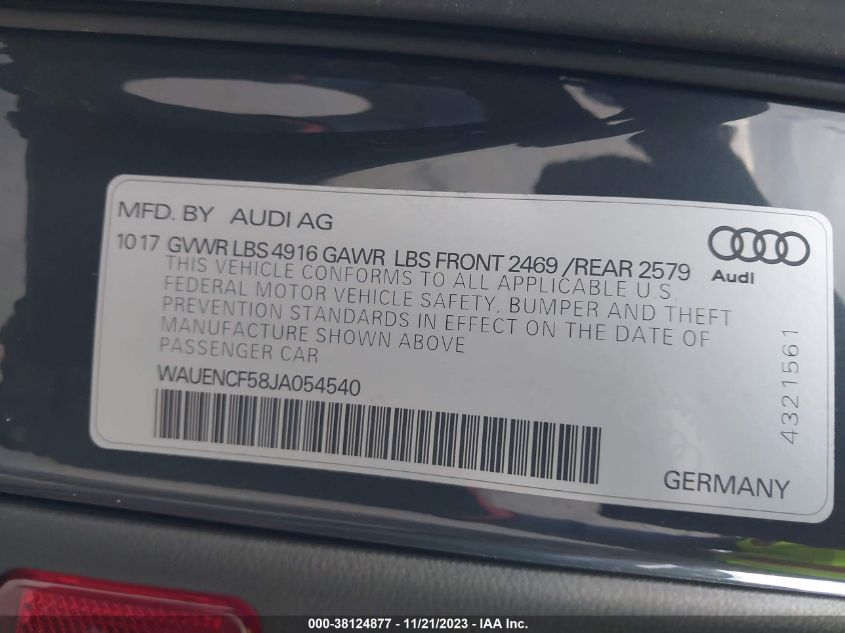 MFD. BY AUDI AG
1017 GVWR LBS 4916 GAWR LBS FRONT 2469 /REAR 2579
THIS VEHICLE CONFORMS TO ALL APPLICABLE U.S.
FEDERAL MOTOR VEHICLE SAFETY, BUMPER AND THEFT
PREVENTION STANDARDS IN EFFECT ON THE DATE OF
MANUFACTURE SHOWN ABOVE
PASSENGER CAR
WAUENCF58JA054540
Audi
4321561
GERMANY
000-38124877 - 11/21/2023 - IAA Inc.